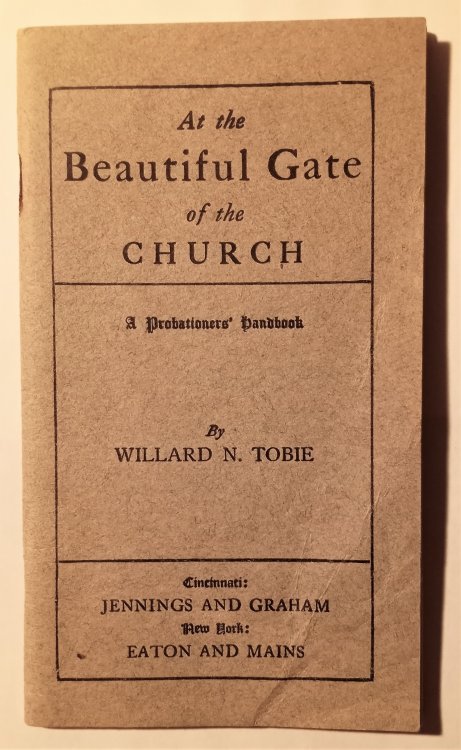 At the
Beautiful Gate
of the
CHURCH
A Probationers' Handbook
By
WILLARD N. TOBIE
Cincinnati:
JENNINGS AND GRAHAM
New York:
EATON AND MAINS